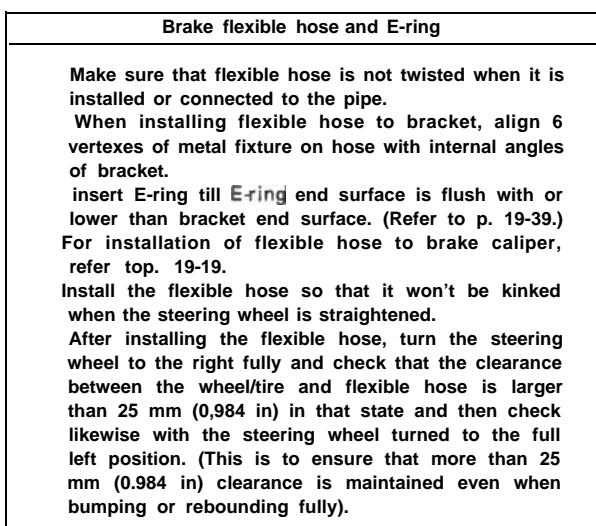 Brake flexible hose and E-ring
Make sure that flexible hose is not twisted when it is
installed or connected to the pipe.
When installing flexible hose to bracket, align 6
vertexes of metal fixture on hose with internal angles
of bracket.
insert E-ring till E-ring end surface is flush with or
lower than bracket end surface. (Refer to p. 19-39.)
For installation of flexible hose to brake caliper,
refer top. 19-19.
Install the flexible hose so that it won't be kinked
when the steering wheel is straightened.
After installing the flexible hose, turn the steering
wheel to the right fully and check that the clearance
between the wheel/tire and flexible hose is larger
than 25 mm (0,984 in) in that state and then check
likewise with the steering wheel turned to the full
left position. (This is to ensure that more than 25
mm (0.984 in) clearance is maintained even when
bumping or rebounding fully).